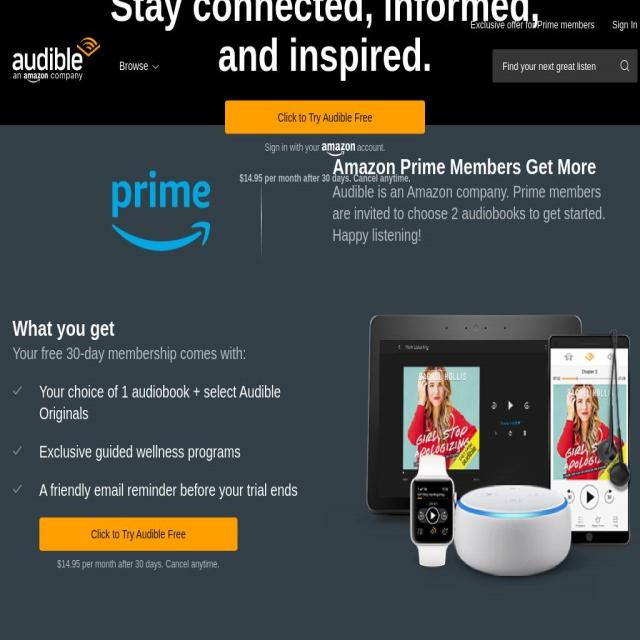 Stay connected, informed,
Exclusive offer for Prime members
Sign In
and inspired.
audible
an amazon company
Browse
Find your next great listen
Click to Try Audible Free
Sign in with your amazon account.
$14.95 per month after 30 days. Cancel anytime.
prime
Amazon Prime Members Get More
Audible is an Amazon company. Prime members
are invited to choose 2 audiobooks to get started.
Happy listening!
What you get
Your free 30-day membership comes with:
Your choice of 1 audiobook + select Audible
Originals
Exclusive guided wellness programs
A friendly email reminder before your trial ends
Click to Try Audible Free
$14.95 per month after 30 days. Cancel anytime.
HOLLIS
GIRL, STOP
APOLOGIZING
Chapter 3
HOLLIS
GIRL, STOP
APOLOGIZING